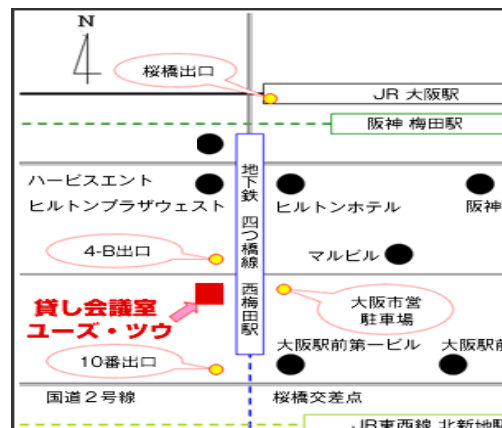 N
桜橋出口
JR 大阪駅
阪神 梅田駅
ハービスエント
ヒルトンプラザウェスト
地下鉄 四つ橋線 西梅田駅
ヒルトンホテル
阪神
4-B出口
マルビル
貸し会議室
ユーズ・ツウ
大阪市営
駐車場
10番出口
大阪駅前第一ビル
大阪駅前
国道2号線
桜橋交差点
JR東西線 北新地駅